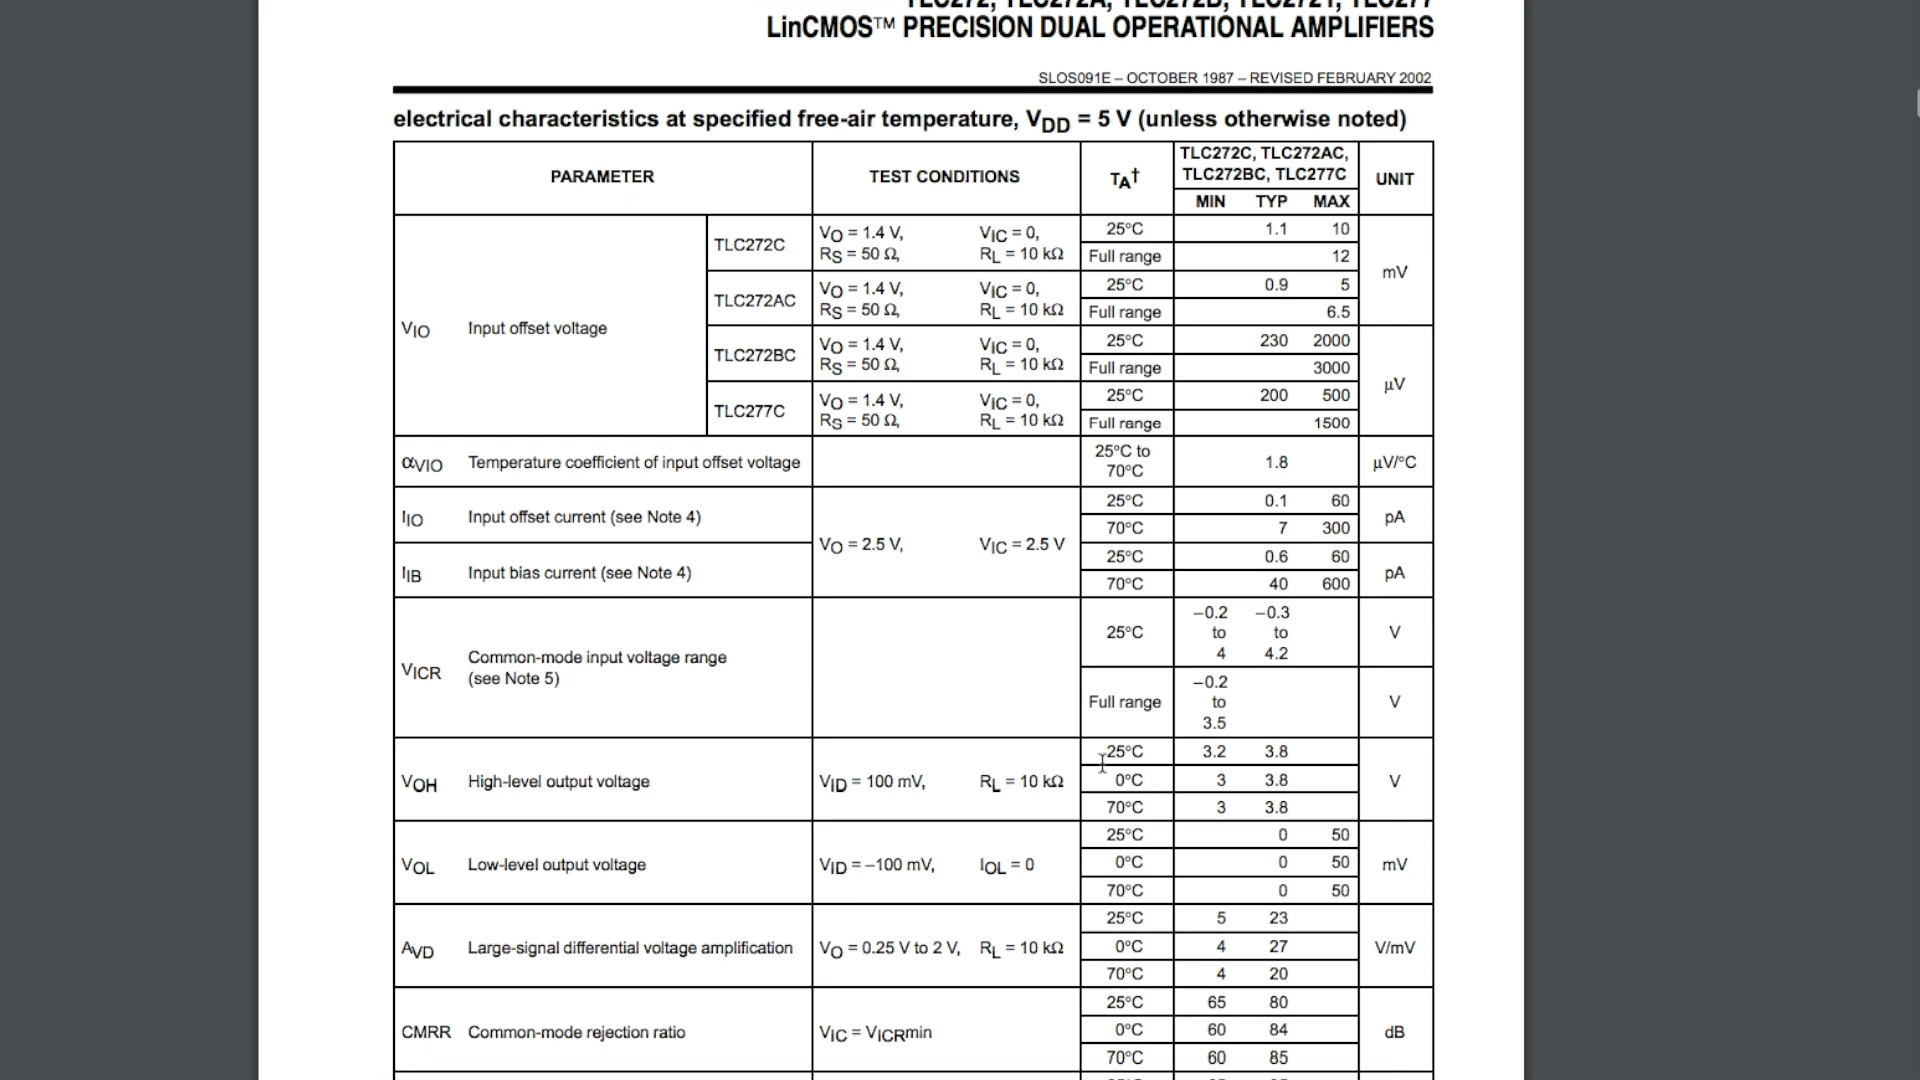 TLC272, TLC272A, TLC272B, TLC272Y, TLC277
LinCMOS™ PRECISION DUAL OPERATIONAL AMPLIFIERS
SLOS091E – OCTOBER 1987 – REVISED FEBRUARY 2002
electrical characteristics at specified free-air temperature, VDD = 5 V (unless otherwise noted)
PARAMETER TEST CONDITIONS TA† TLC272C, TLC272AC, TLC272BC, TLC277C UNIT
MIN TYP MAX
VIO Input offset voltage
TLC272C VO = 1.4 V, VIC = 0, 25°C 1.1 10 mV
RS = 50 Ω, RL = 10 kΩ Full range 12
TLC272AC VO = 1.4 V, VIC = 0, 25°C 0.9 5
RS = 50 Ω, RL = 10 kΩ Full range 6.5
TLC272BC VO = 1.4 V, VIC = 0, 25°C 230 2000 μV
RS = 50 Ω, RL = 10 kΩ Full range 3000
TLC277C VO = 1.4 V, VIC = 0, 25°C 200 500
RS = 50 Ω, RL = 10 kΩ Full range 1500
αVIO Temperature coefficient of input offset voltage 25°C to 70°C 1.8 μV/°C
IIO Input offset current (see Note 4) VO = 2.5 V, VIC = 2.5 V 25°C 0.1 60 pA
70°C 7 300
IIB Input bias current (see Note 4) 25°C 0.6 60 pA
70°C 40 600
VICR Common-mode input voltage range (see Note 5) 25°C –0.2 to 4 –0.3 to 4.2 V
Full range –0.2 to 3.5 V
VOH High-level output voltage VID = 100 mV, RL = 10 kΩ 25°C 3.2 3.8 V
0°C 3 3.8
70°C 3 3.8
VOL Low-level output voltage VID = –100 mV, IOL = 0 25°C 0 50 mV
0°C 0 50
70°C 0 50
AVD Large-signal differential voltage amplification VO = 0.25 V to 2 V, RL = 10 kΩ 25°C 5 23 V/mV
0°C 4 27
70°C 4 20
CMRR Common-mode rejection ratio VIC = VICRmin 25°C 65 80 dB
0°C 60 84
70°C 60 85